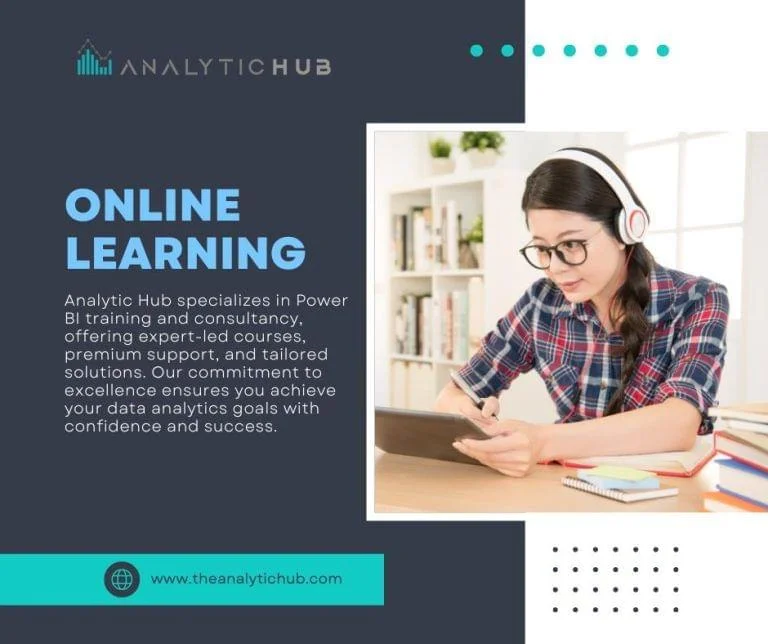 ANALYTICHUB
ONLINE
LEARNING
Analytic Hub specializes in Power
BI training and consultancy,
offering expert-led courses,
premium support, and tailored
solutions. Our commitment to
excellence ensures you achieve
your data analytics goals with
confidence and success.
www.theanalytichub.com